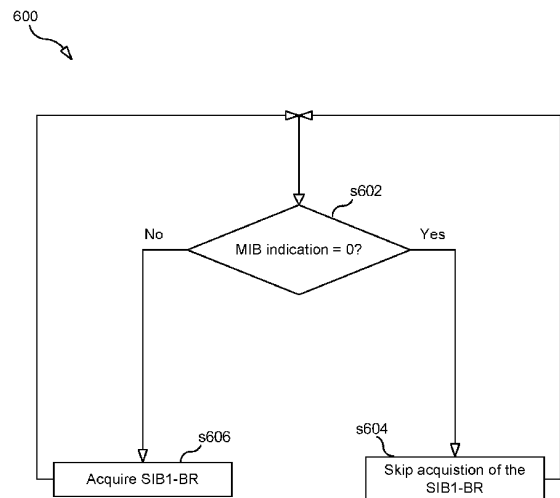 600
s602
No
MIB indication = 0?
Yes
s606
Acquire SIB1-BR
s604
Skip acquistion of the
SIB1-BR